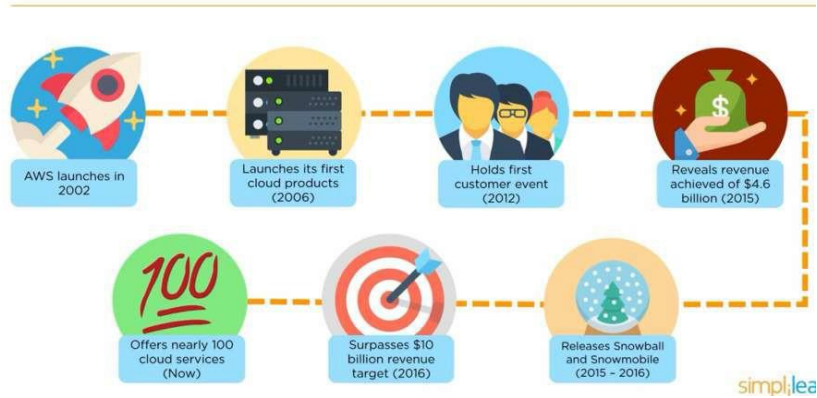 AWS launches in
2002
Launches its first
cloud products
(2006)
Holds first
customer event
(2012)
$
Reveals revenue
achieved of $4.6
billion (2015)
100
Offers nearly 100
cloud services
(Now)
Surpasses $10
billion revenue
target (2016)
Releases Snowball
and Snowmobile
(2015 – 2016)
simplilea